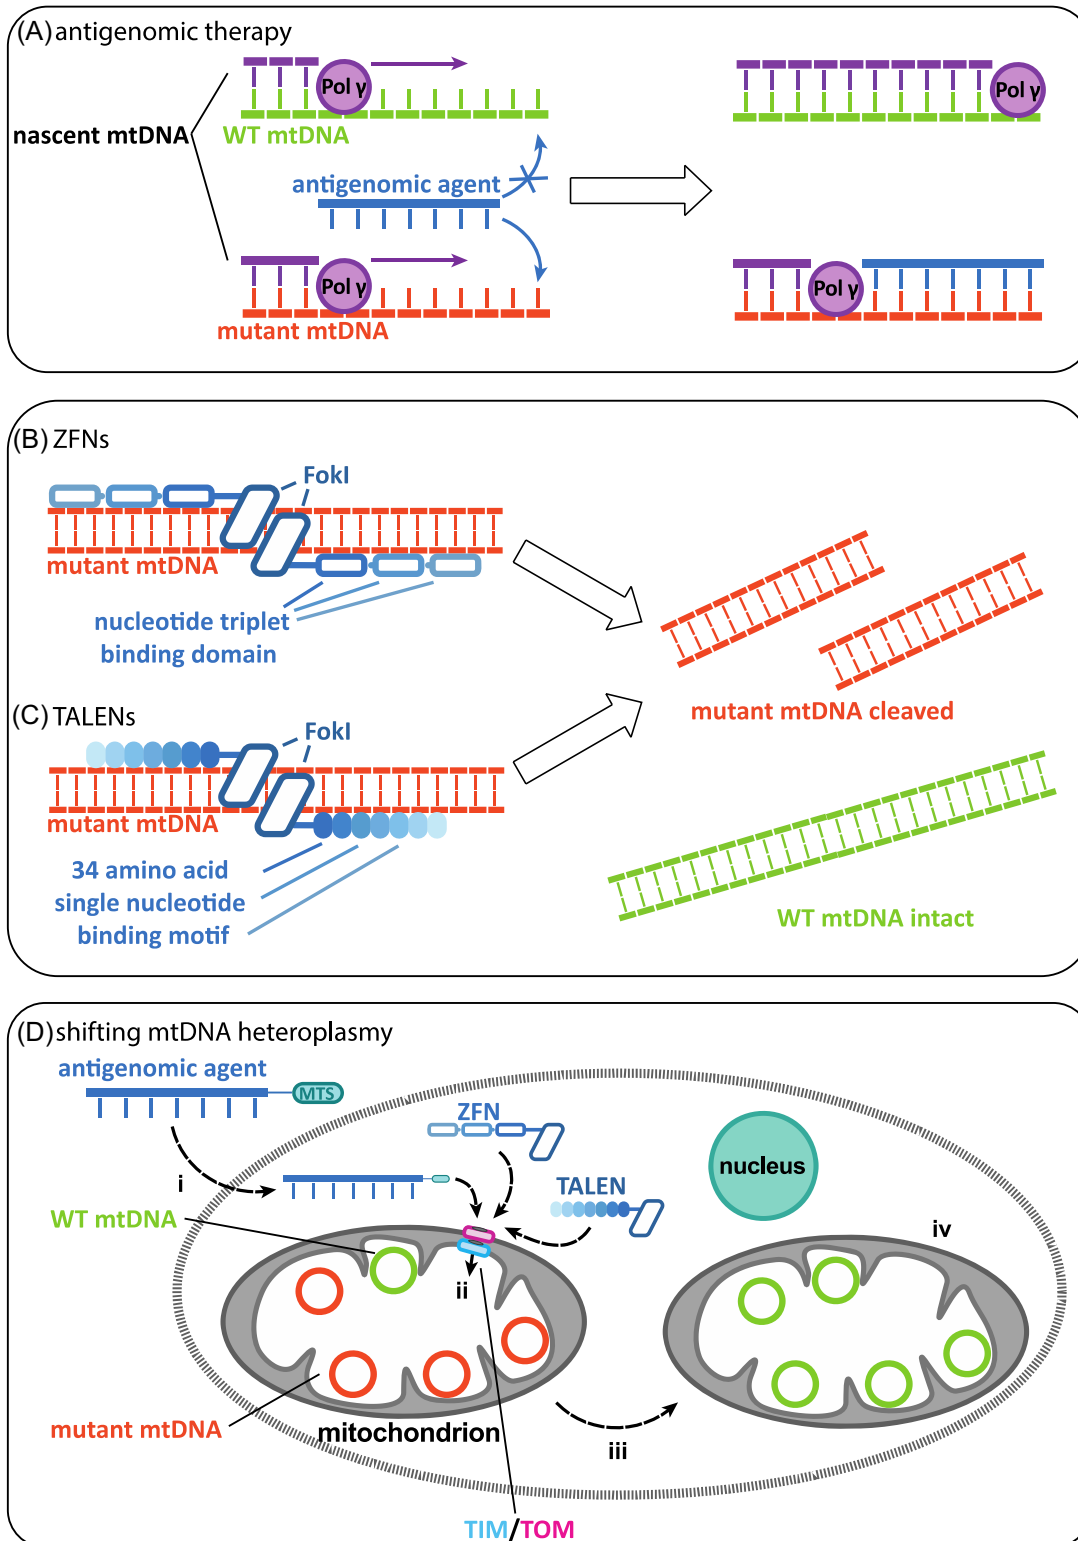 (A) antigenomic therapy
Pol γ
Pol γ
nascent mtDNA
WT mtDNA
antigenomic agent
Pol γ
Pol γ
mutant mtDNA
(B) ZFNs
FokI
mutant mtDNA
nucleotide triplet
binding domain
mutant mtDNA cleaved
(C) TALENs
FokI
mutant mtDNA
34 amino acid
single nucleotide
binding motif
WT mtDNA intact
(D) shifting mtDNA heteroplasmy
antigenomic agent
MTS
ZFN
nucleus
i
TALEN
WT mtDNA
iv
ii
mutant mtDNA
mitochondrion
iii
TIM/TOM